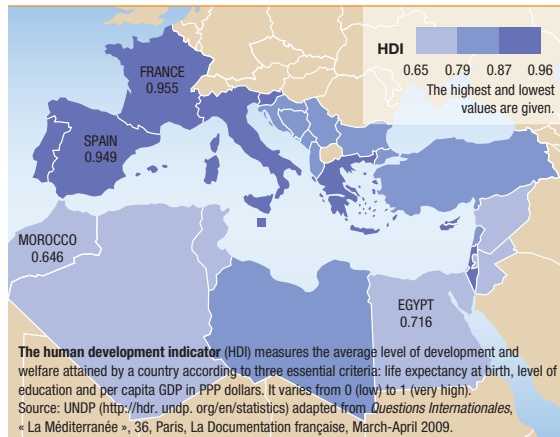 HDI
0.65 0.79 0.87 0.96
The highest and lowest
values are given.
FRANCE
0.955
SPAIN
0.949
MOROCCO
0.646
EGYPT
0.716
The human development indicator (HDI) measures the average level of development and
welfare attained by a country according to three essential criteria: life expectancy at birth, level of
education and per capita GDP in PPP dollars. It varies from 0 (low) to 1 (very high).
Source: UNDP (http://hdr. undp. org/en/statistics) adapted from Questions Internationales,
« La Méditerranée », 36, Paris, La Documentation française, March-April 2009.